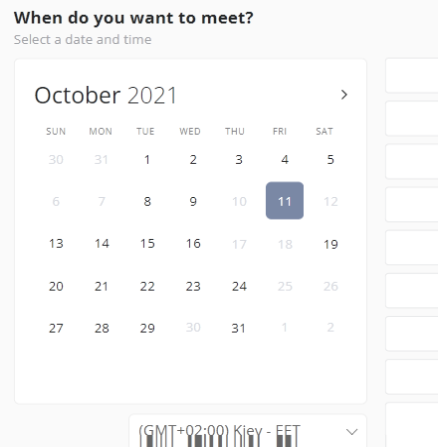 When do you want to meet?
Select a date and time
October 2021
SUN MON TUE WED THU FRI SAT
30 31 1 2 3 4 5
6 7 8 9 10 11 12
13 14 15 16 17 18 19
20 21 22 23 24 25 26
27 28 29 30 31 1 2
(GMT+02:00) Kiev - EET